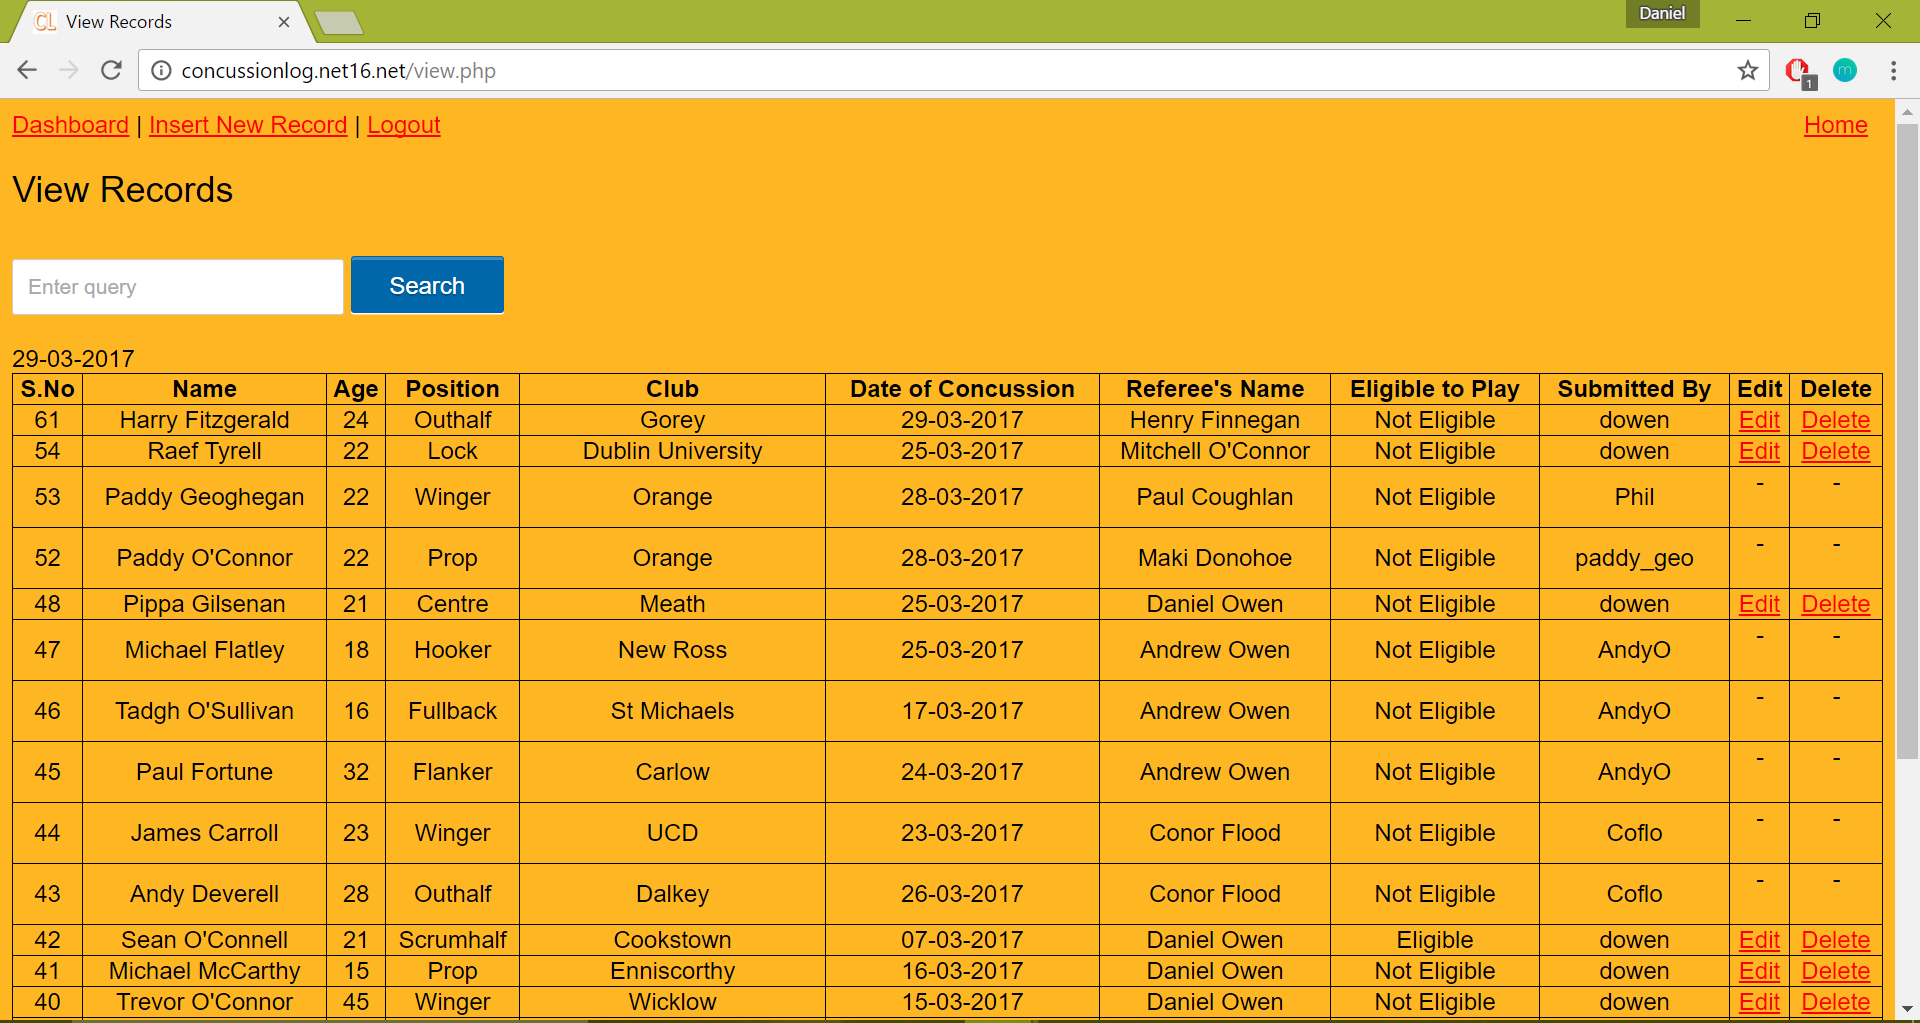 CL View Records
Daniel
concussionlog.net16.net/view.php
1
m
Dashboard | Insert New Record | Logout
Home
View Records
Enter query
Search
29-03-2017
S.No Name Age Position Club Date of Concussion Referee's Name Eligible to Play Submitted By Edit Delete
61 Harry Fitzgerald 24 Outhalf Gorey 29-03-2017 Henry Finnegan Not Eligible dowen Edit Delete
54 Raef Tyrell 22 Lock Dublin University 25-03-2017 Mitchell O'Connor Not Eligible dowen Edit Delete
53 Paddy Geoghegan 22 Winger Orange 28-03-2017 Paul Coughlan Not Eligible Phil - -
52 Paddy O'Connor 22 Prop Orange 28-03-2017 Maki Donohoe Not Eligible paddy_geo - -
48 Pippa Gilsenan 21 Centre Meath 25-03-2017 Daniel Owen Not Eligible dowen Edit Delete
47 Michael Flatley 18 Hooker New Ross 25-03-2017 Andrew Owen Not Eligible AndyO - -
46 Tadgh O'Sullivan 16 Fullback St Michaels 17-03-2017 Andrew Owen Not Eligible AndyO - -
45 Paul Fortune 32 Flanker Carlow 24-03-2017 Andrew Owen Not Eligible AndyO - -
44 James Carroll 23 Winger UCD 23-03-2017 Conor Flood Not Eligible Coflo - -
43 Andy Deverell 28 Outhalf Dalkey 26-03-2017 Conor Flood Not Eligible Coflo - -
42 Sean O'Connell 21 Scrumhalf Cookstown 07-03-2017 Daniel Owen Eligible dowen Edit Delete
41 Michael McCarthy 15 Prop Enniscorthy 16-03-2017 Daniel Owen Not Eligible dowen Edit Delete
40 Trevor O'Connor 45 Winger Wicklow 15-03-2017 Daniel Owen Not Eligible dowen Edit Delete